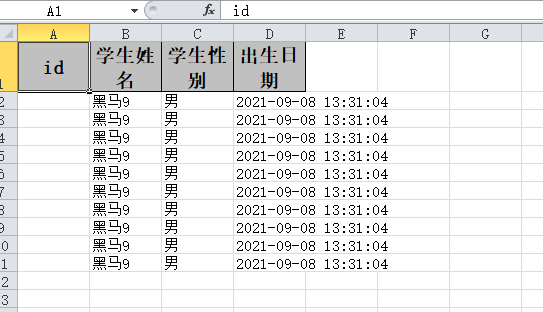 A1 fx id
A B C D E F G
1 id 学生姓名 学生性别 出生日期
2 黑马9 男 2021-09-08 13:31:04
3 黑马9 男 2021-09-08 13:31:04
4 黑马9 男 2021-09-08 13:31:04
5 黑马9 男 2021-09-08 13:31:04
6 黑马9 男 2021-09-08 13:31:04
7 黑马9 男 2021-09-08 13:31:04
8 黑马9 男 2021-09-08 13:31:04
9 黑马9 男 2021-09-08 13:31:04
0 黑马9 男 2021-09-08 13:31:04
1 黑马9 男 2021-09-08 13:31:04
2
3